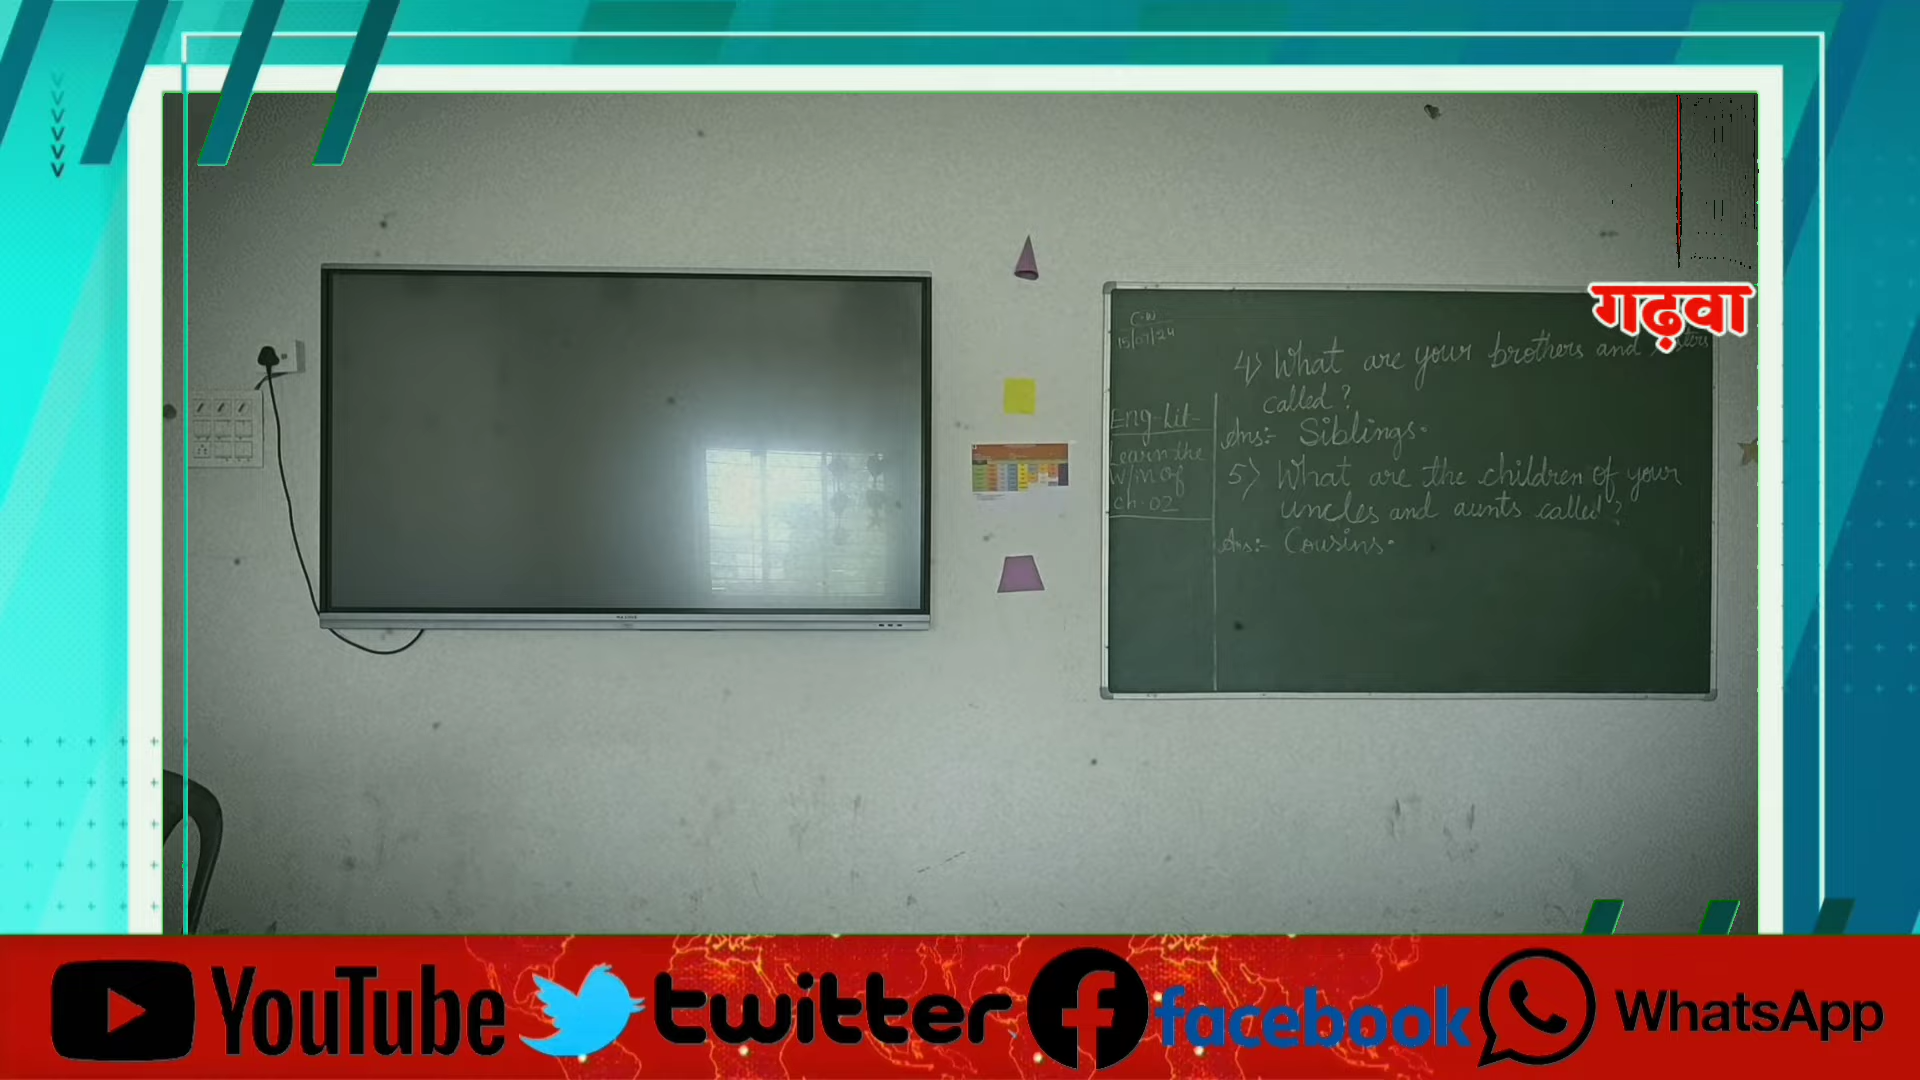 गढ़वा
C.W
15/07/24
Eng-Lit-
Learn the
W/M of
Ch-02
4) What are your brothers and sisters
called?
Ans:- Siblings.
5) What are the children of your
uncles and aunts called?
Ans:- Cousins.
YouTube twitter facebook WhatsApp